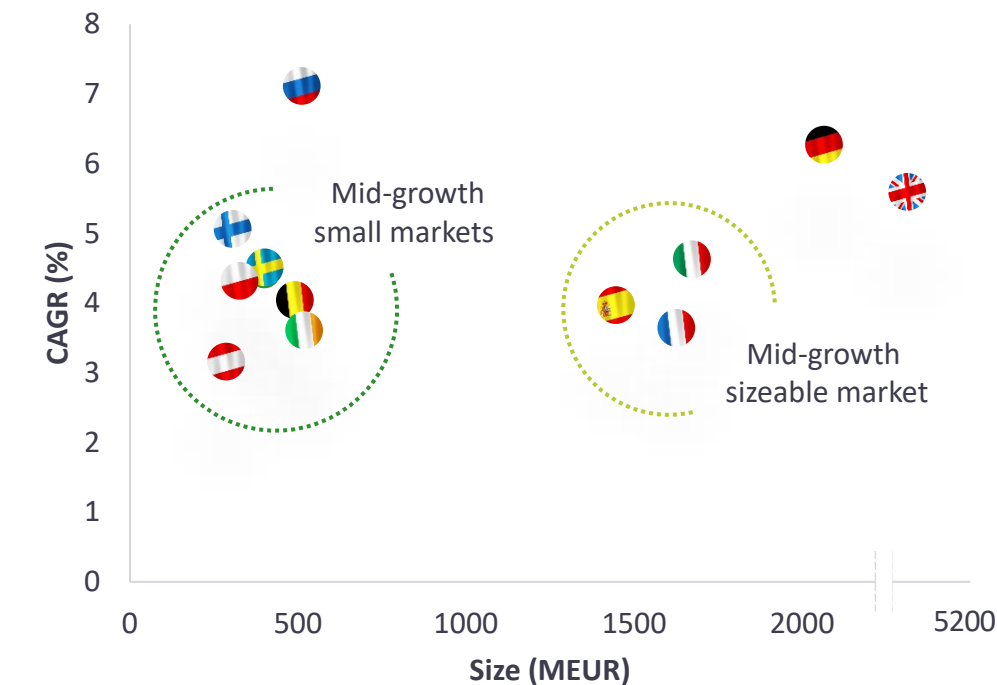 8
7
6
5
4
3
2
1
0
CAGR (%)
Mid-growth
small markets
Mid-growth
sizeable market
0 500 1000 1500 2000 5200
Size (MEUR)